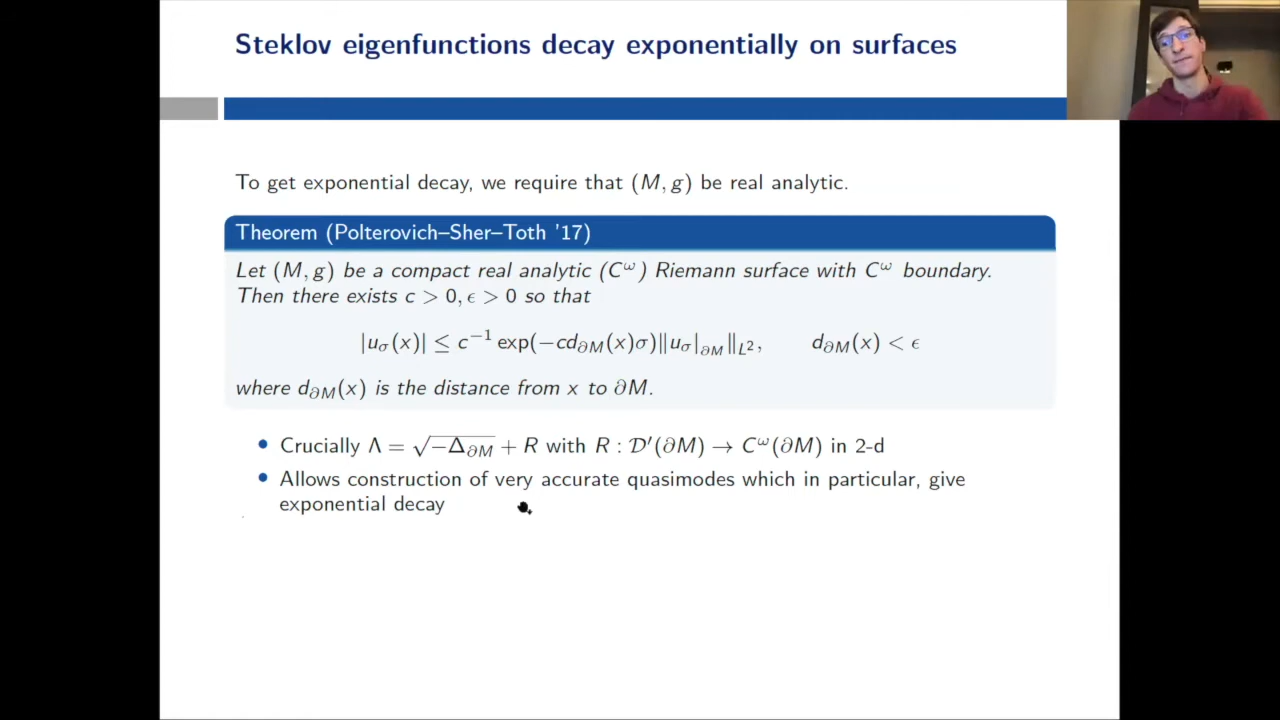 Steklov eigenfunctions decay exponentially on surfaces
To get exponential decay, we require that (M, g) be real analytic.
Theorem (Polterovich–Sher–Toth '17)
Let (M, g) be a compact real analytic (C^ω) Riemann surface with C^ω boundary.
Then there exists c > 0, ϵ > 0 so that
|u_σ(x)| ≤ c^{−1} exp(−cd_{∂M}(x)σ)‖u_σ|_{∂M}‖_{L²},    d_{∂M}(x) < ϵ
where d_{∂M}(x) is the distance from x to ∂M.
• Crucially Λ = √(−Δ_{∂M}) + R with R : 𝒟′(∂M) → C^ω(∂M) in 2-d
• Allows construction of very accurate quasimodes which in particular, give
exponential decay